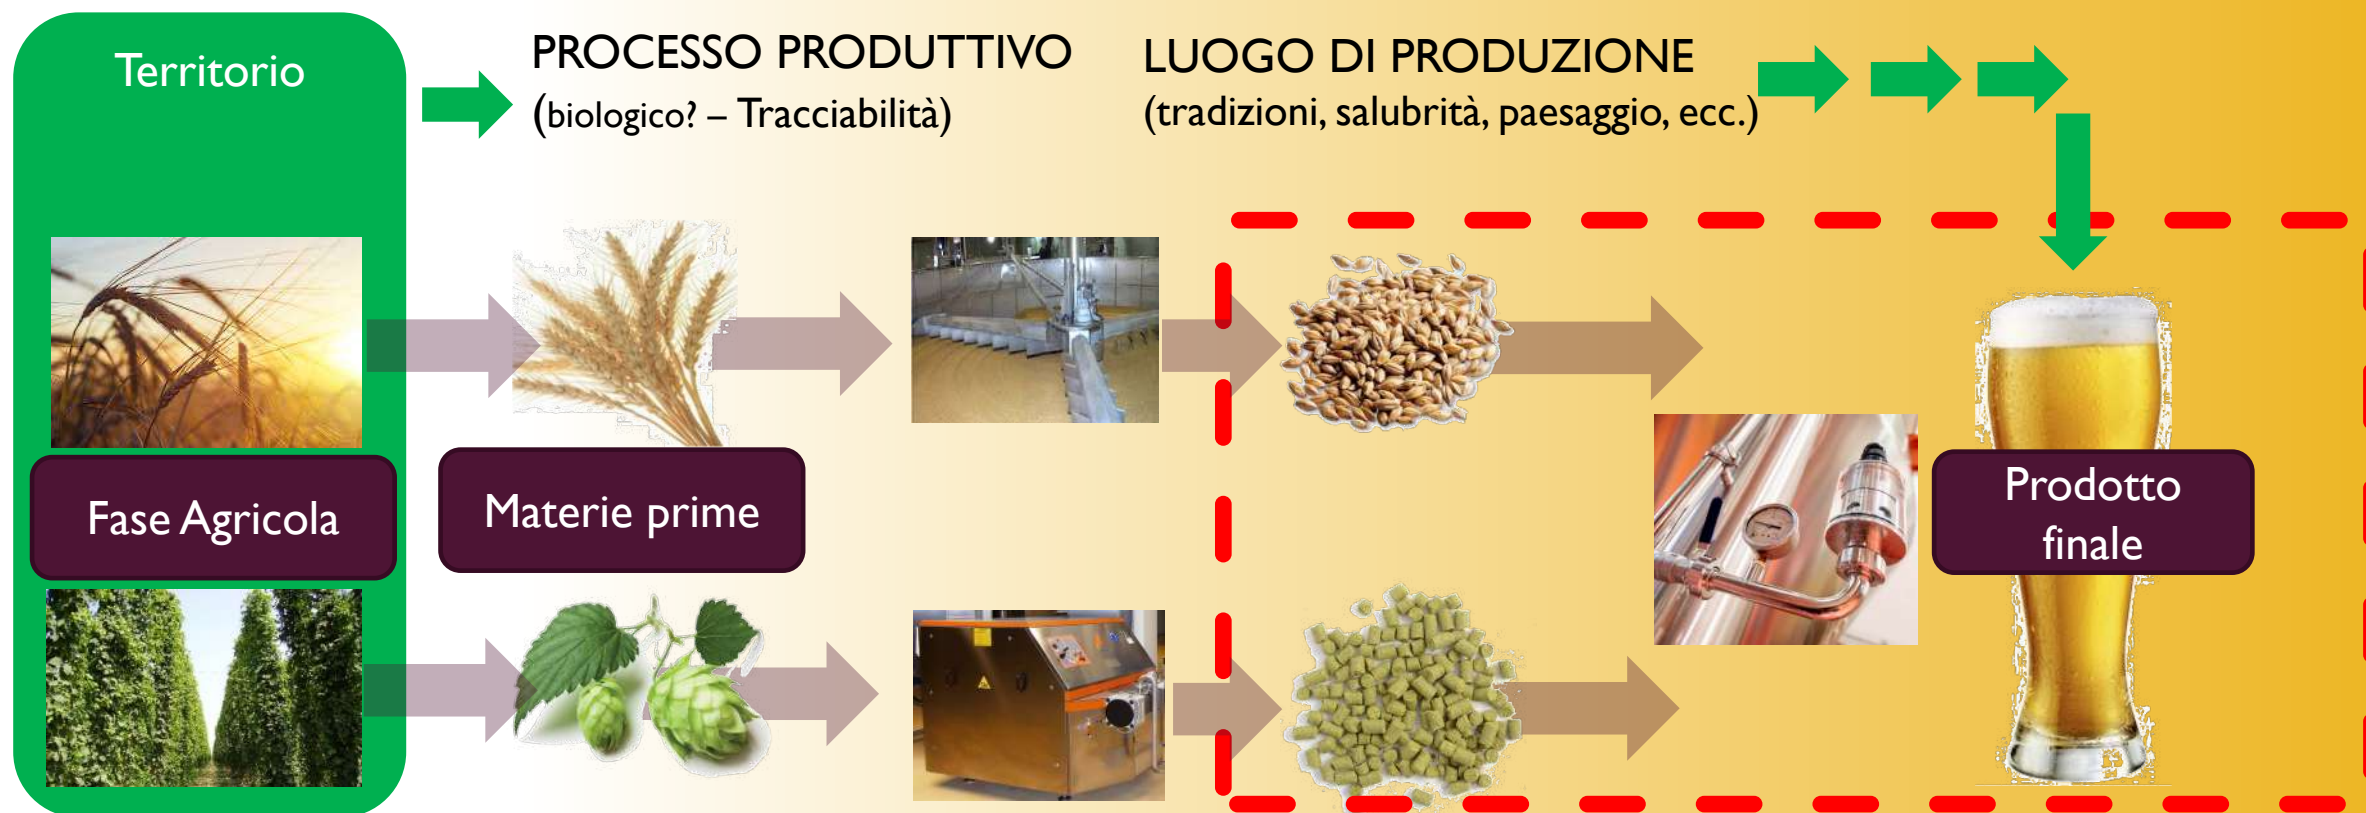 Territorio
PROCESSO PRODUTTIVO
(biologico? – Tracciabilità)
LUOGO DI PRODUZIONE
(tradizioni, salubrità, paesaggio, ecc.)
Fase Agricola
Materie prime
Prodotto
finale